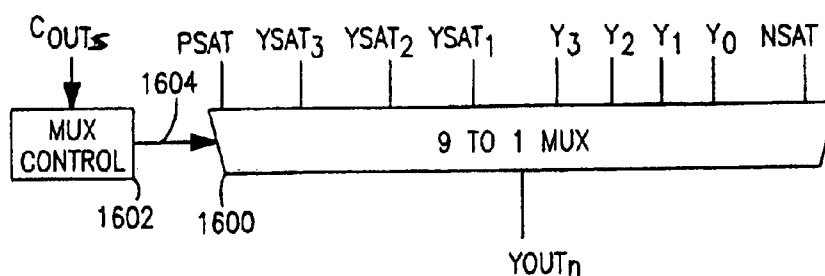 C_OUTs
PSAT YSAT₃ YSAT₂ YSAT₁ Y₃ Y₂ Y₁ Y₀ NSAT
1604
MUX
CONTROL
9 TO 1 MUX
1602
1600
YOUTₙ